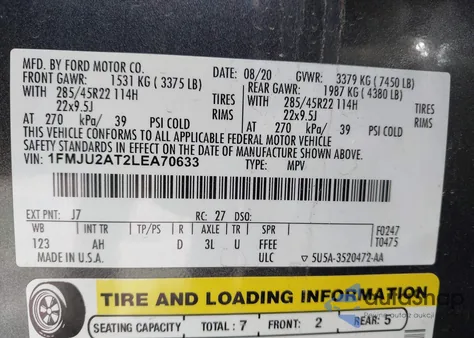 MFD. BY FORD MOTOR CO. DATE: 08/20 GVWR: 3379 KG ( 7450 LB)
FRONT GAWR: 1531 KG ( 3375 LB) REAR GAWR: 1987 KG ( 4380 LB)
285/45R22 114H TIRES WITH 285/45R22 114H TIRES
22x9.5J RIMS 22x9.5J RIMS
AT 270 kPa/ 39 PSI COLD AT 270 kPa/ 39 PSI COLD
THIS VEHICLE CONFORMS TO ALL APPLICABLE FEDERAL MOTOR VEHICLE
SAFETY STANDARDS IN EFFECT ON THE DATE OF MANUFACTURE SHOWN ABOVE.
VIN: 1FMJU2AT2LEA70633 TYPE: MPV
EXT PNT: J7 RC: 27 DSO:
WB INT TR TP/PS R AXLE TR SPR F0247
123 AH D 3L U FFEE T0475
MADE IN U.S.A. ULC ▽ 5U5A-3520472-AA
TIRE AND LOADING INFORMATION
SEATING CAPACITY TOTAL: 7 FRONT: 2 REAR: 5